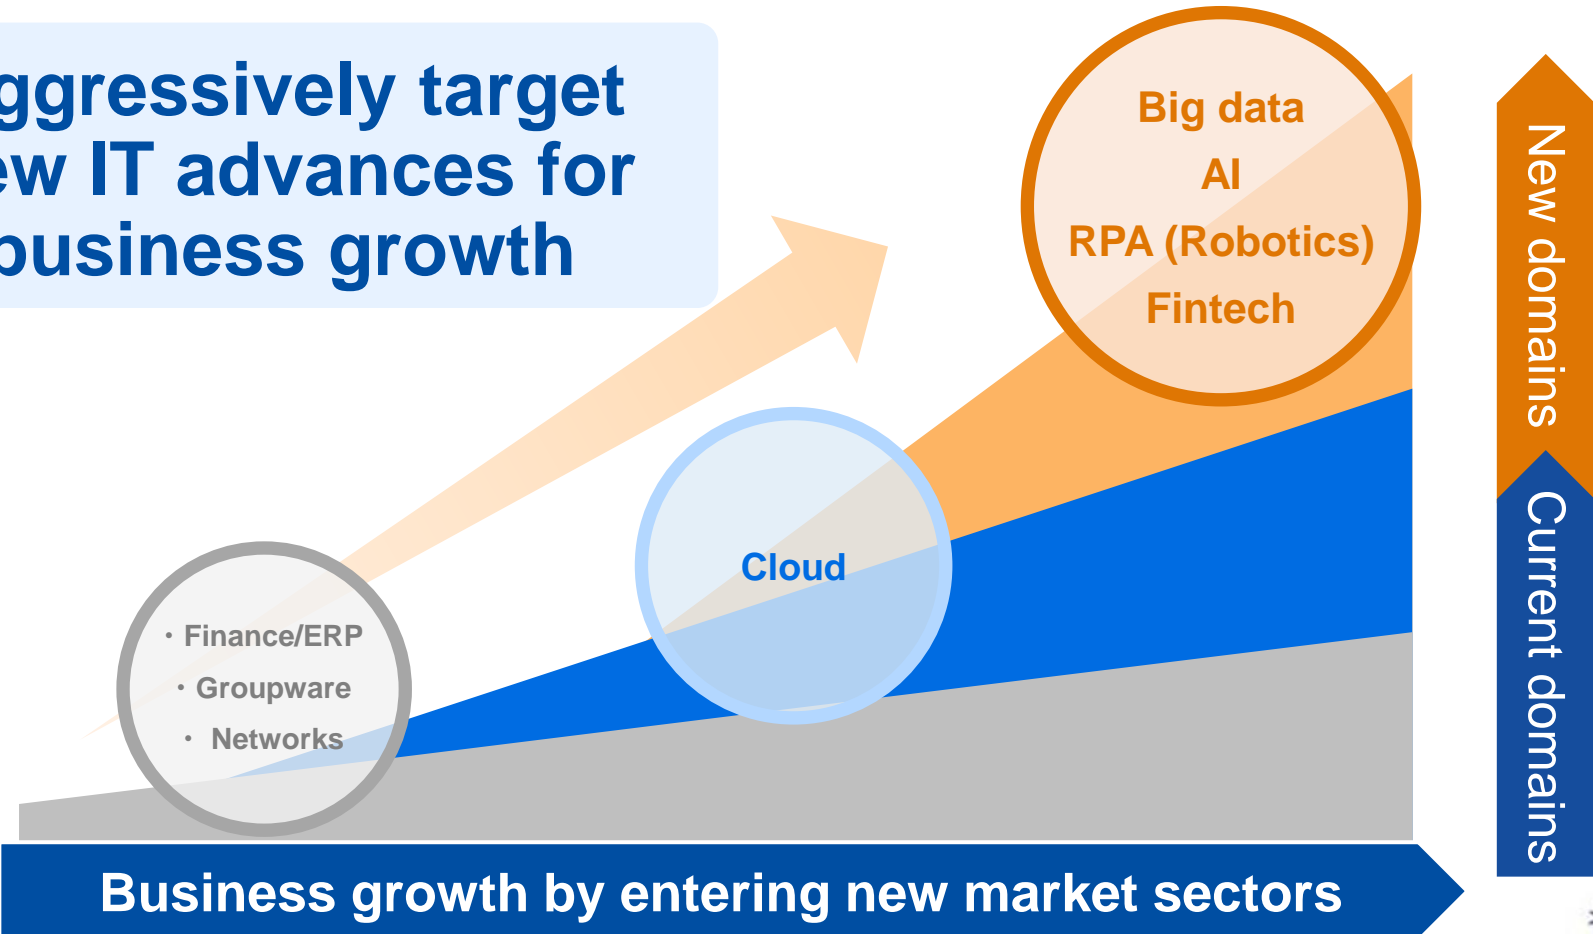 ggressively target
ew IT advances for
business growth
Big data
AI
RPA (Robotics)
Fintech
Cloud
・Finance/ERP
・Groupware
・ Networks
New domains
Current domains
Business growth by entering new market sectors